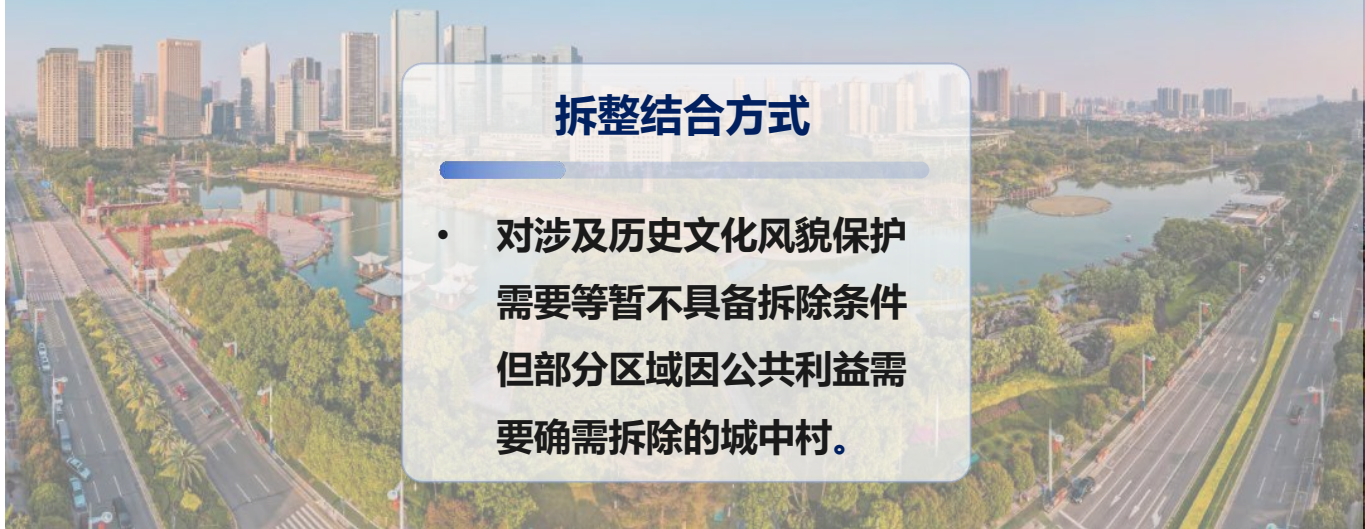 拆整结合方式
• 对涉及历史文化风貌保护
需要等暂不具备拆除条件
但部分区域因公共利益需
要确需拆除的城中村。